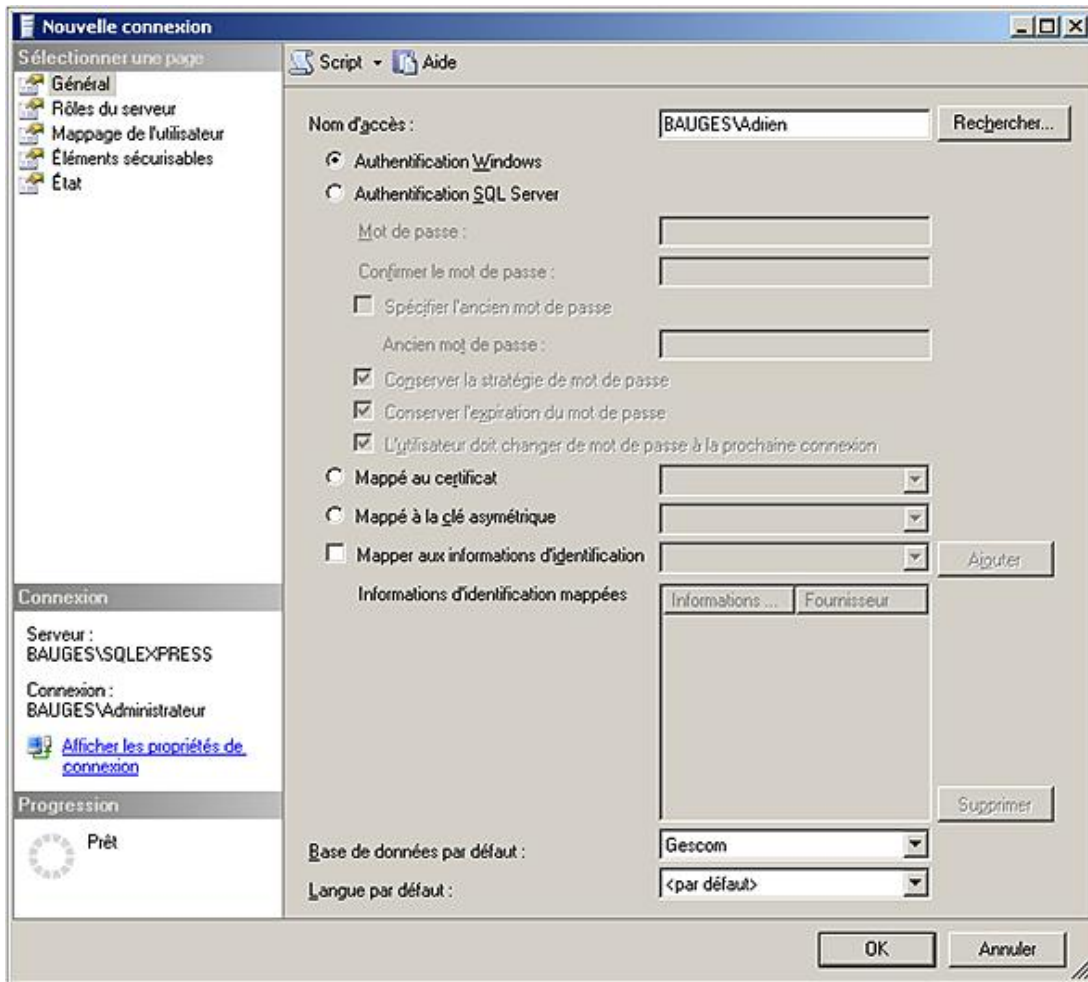 Nouvelle connexion
Sélectionner une page
Général
Rôles du serveur
Mappage de l'utilisateur
Éléments sécurisables
État
Script
Aide
Nom d'accès :
BAUGES\Adrien
Rechercher...
Authentification Windows
Authentification SQL Server
Mot de passe :
Confirmer le mot de passe :
Spécifier l'ancien mot de passe
Ancien mot de passe :
Conserver la stratégie de mot de passe
Conserver l'expiration du mot de passe
L'utilisateur doit changer de mot de passe à la prochaine connexion
Mappé au certificat
Mappé à la clé asymétrique
Mapper aux informations d'identification
Ajouter
Informations d'identification mappées
Informations ...
Fournisseur
Supprimer
Base de données par défaut :
Gescom
Langue par défaut :
<par défaut>
Connexion
Serveur :
BAUGES\SQLEXPRESS
Connexion :
BAUGES\Administrateur
Afficher les propriétés de
connexion
Progression
Prêt
OK
Annuler